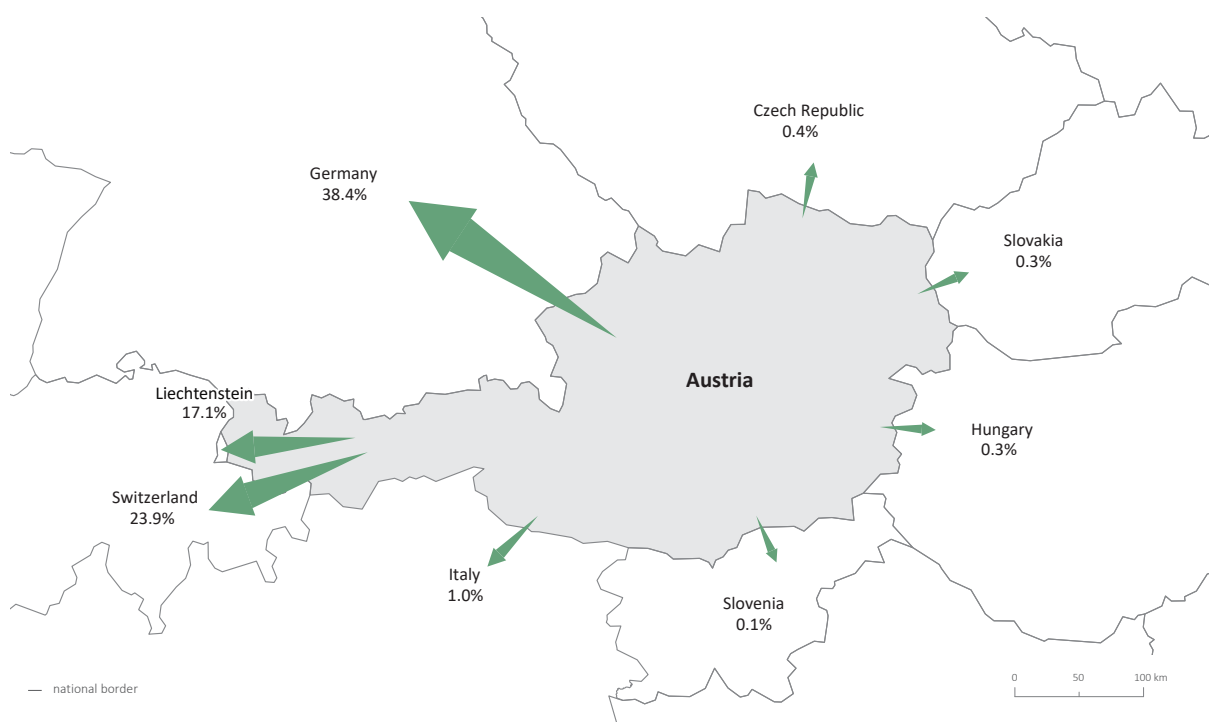 Czech Republic
0.4%
Germany
38.4%
Slovakia
0.3%
Austria
Liechtenstein
17.1%
Hungary
0.3%
Switzerland
23.9%
Italy
1.0%
Slovenia
0.1%
national border
0 50 100 km